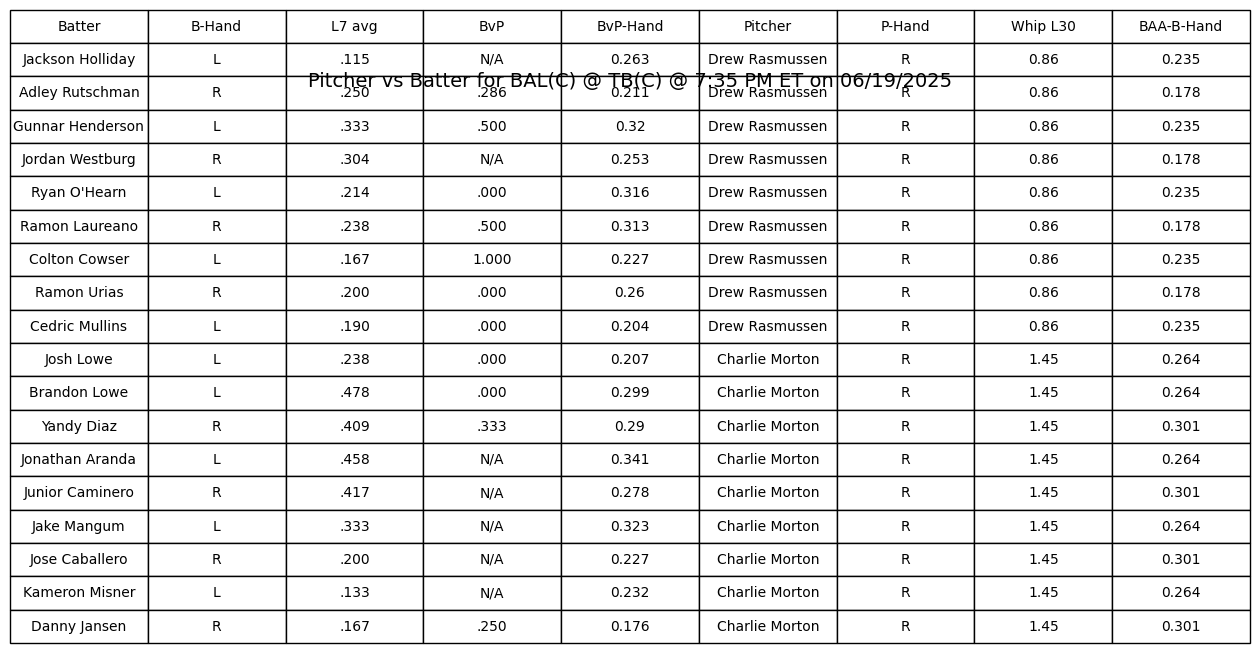 Batter B-Hand L7 avg BvP BvP-Hand Pitcher P-Hand Whip L30 BAA-B-Hand
Jackson Holliday L .115 N/A 0.263 Drew Rasmussen R 0.86 0.235
Pitcher vs Batter for BAL(C) @ TB(C) @ 7:35 PM ET on 06/19/2025
Adley Rutschman R .250 .286 0.211 Drew Rasmussen R 0.86 0.178
Gunnar Henderson L .333 .500 0.32 Drew Rasmussen R 0.86 0.235
Jordan Westburg R .304 N/A 0.253 Drew Rasmussen R 0.86 0.178
Ryan O'Hearn L .214 .000 0.316 Drew Rasmussen R 0.86 0.235
Ramon Laureano R .238 .500 0.313 Drew Rasmussen R 0.86 0.178
Colton Cowser L .167 1.000 0.227 Drew Rasmussen R 0.86 0.235
Ramon Urias R .200 .000 0.26 Drew Rasmussen R 0.86 0.178
Cedric Mullins L .190 .000 0.204 Drew Rasmussen R 0.86 0.235
Josh Lowe L .238 .000 0.207 Charlie Morton R 1.45 0.264
Brandon Lowe L .478 .000 0.299 Charlie Morton R 1.45 0.264
Yandy Diaz R .409 .333 0.29 Charlie Morton R 1.45 0.301
Jonathan Aranda L .458 N/A 0.341 Charlie Morton R 1.45 0.264
Junior Caminero R .417 N/A 0.278 Charlie Morton R 1.45 0.301
Jake Mangum L .333 N/A 0.323 Charlie Morton R 1.45 0.264
Jose Caballero R .200 N/A 0.227 Charlie Morton R 1.45 0.301
Kameron Misner L .133 N/A 0.232 Charlie Morton R 1.45 0.264
Danny Jansen R .167 .250 0.176 Charlie Morton R 1.45 0.301